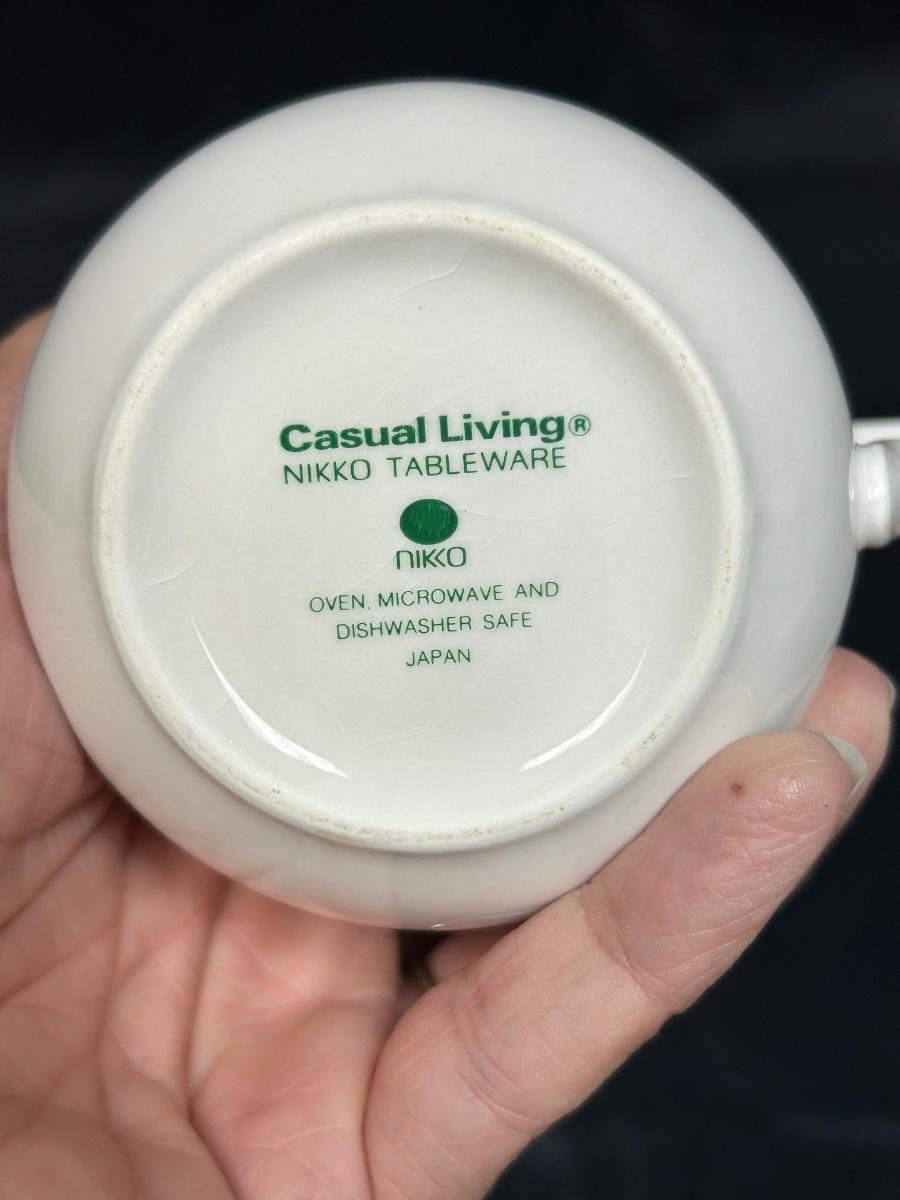 Casual Living®
NIKKO TABLEWARE
NIKKO
OVEN, MICROWAVE AND
DISHWASHER SAFE
JAPAN